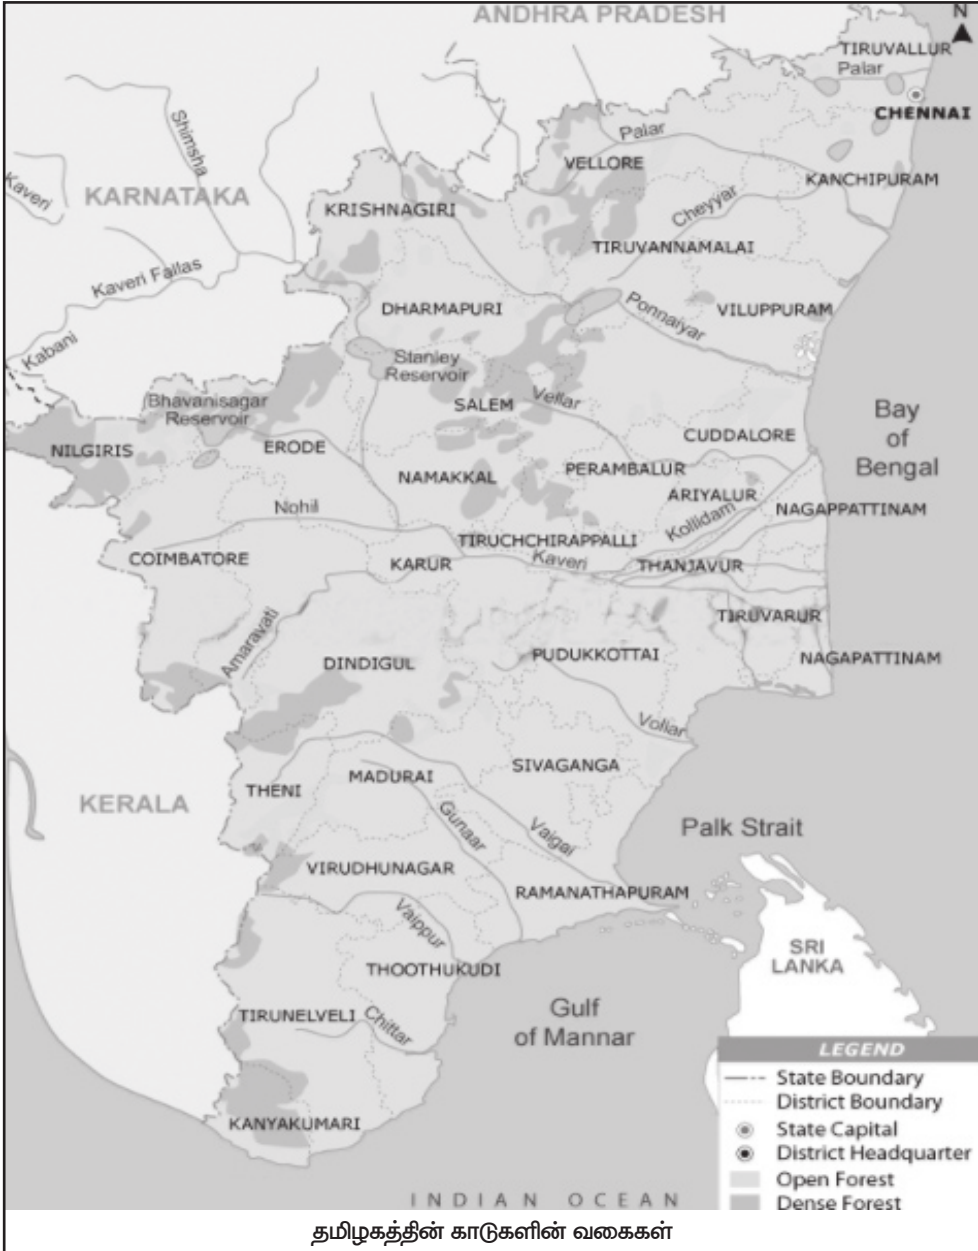 ANDHRA PRADESH
N
TIRUVALLUR
Palar
CHENNAI
Shimsha
Palar
VELLORE
Kaveri
KARNATAKA
KANCHIPURAM
KRISHNAGIRI
Cheyyar
TIRUVANNAMALAI
Kaveri Fallas
DHARMAPURI
Ponnaiyar
VILUPPURAM
Kabani
Stanley
Reservoir
Bhavanisagar
Reservoir
SALEM
Vellar
Bay
of
Bengal
NILGIRIS
ERODE
CUDDALORE
NAMAKKAL
PERAMBALUR
ARIYALUR
Nohil
Kollidam
NAGAPPATTINAM
TIRUCHCHIRAPPALLI
COIMBATORE
KARUR
Kaveri
THANJAVUR
Amaravati
TIRUVARUR
DINDIGUL
PUDUKKOTTAI
NAGAPATTINAM
Vollar
SIVAGANGA
THENI
MADURAI
KERALA
Gunaar
Vaigai
Palk Strait
VIRUDHUNAGAR
RAMANATHAPURAM
Vaippur
SRI
LANKA
THOOTHUKUDI
TIRUNELVELI
Chittar
Gulf
of Mannar
KANYAKUMARI
LEGEND
State Boundary
District Boundary
State Capital
District Headquarter
Open Forest
Dense Forest
INDIAN OCEAN
தமிழகத்தின் காடுகளின் வகைகள்